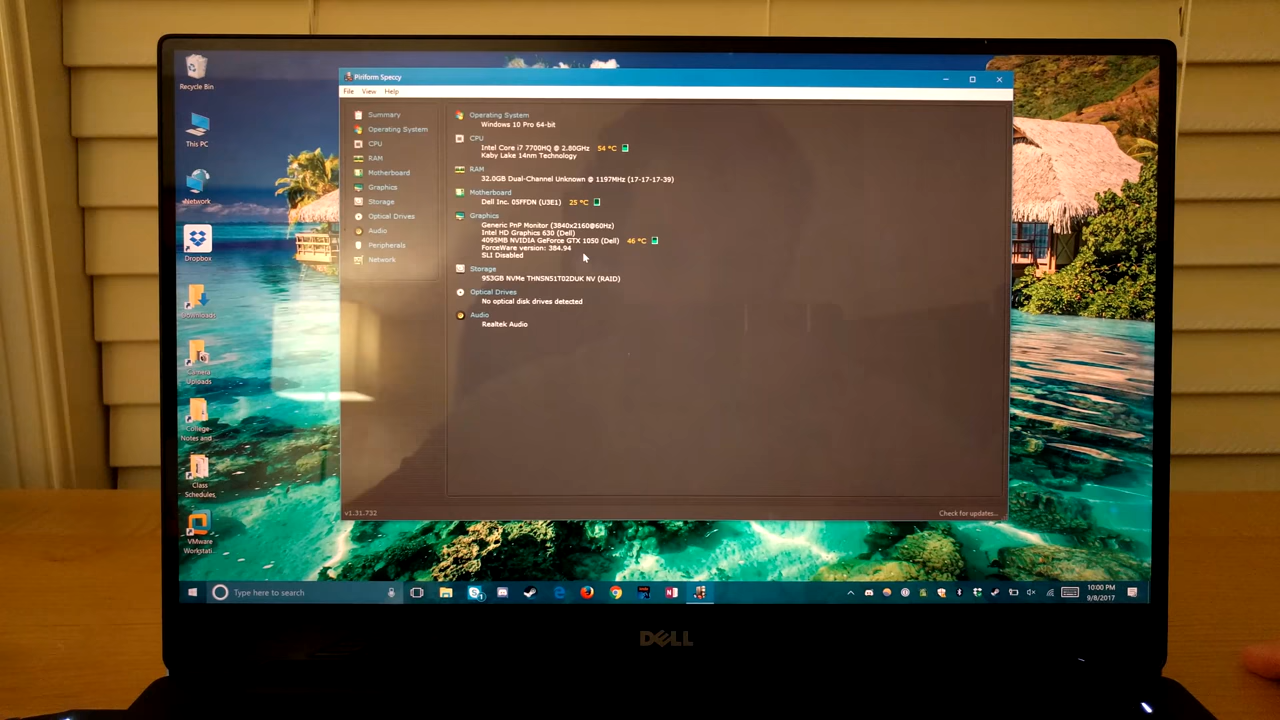 Recycle Bin
This PC
Network
Dropbox
Downloads
Camera
Uploads
College-
Notes and
Class
Schedules,
VMware
Workstati...
Piriform Speccy
File View Help
Summary
Operating System
CPU
RAM
Motherboard
Graphics
Storage
Optical Drives
Audio
Peripherals
Network
Operating System
Windows 10 Pro 64-bit
CPU
Intel Core i7 7700HQ @ 2.80GHz 54 °C
Kaby Lake 14nm Technology
RAM
32.0GB Dual-Channel Unknown @ 1197MHz (17-17-17-39)
Motherboard
Dell Inc. 05FFDN (U3E1) 25 °C
Graphics
Generic PnP Monitor (3840x2160@60Hz)
Intel HD Graphics 630 (Dell)
4095MB NVIDIA GeForce GTX 1050 (Dell) 46 °C
ForceWare version: 384.94
SLI Disabled
Storage
953GB NVMe THNSN51T02DUK NV (RAID)
Optical Drives
No optical disk drives detected
Audio
Realtek Audio
v1.31.732
Check for updates...
Type here to search
10:00 PM
9/8/2017
DELL